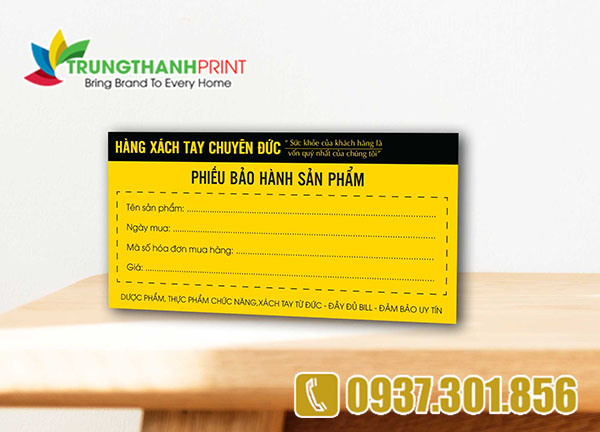 TRUNGTHANHPRINT
Bring Brand To Every Home
HÀNG XÁCH TAY CHUYÊN ĐỨC
" Sức khỏe của khách hàng là
vốn quý nhất của chúng tôi"
PHIẾU BẢO HÀNH SẢN PHẨM
Tên sản phẩm:
Ngày mua:
Mã số hóa đơn mua hàng:
Giá:
DƯỢC PHẨM, THỰC PHẨM CHỨC NĂNG,XÁCH TAY TỪ ĐỨC - ĐẦY ĐỦ BILL - ĐẢM BẢO UY TÍN
0937.301.856